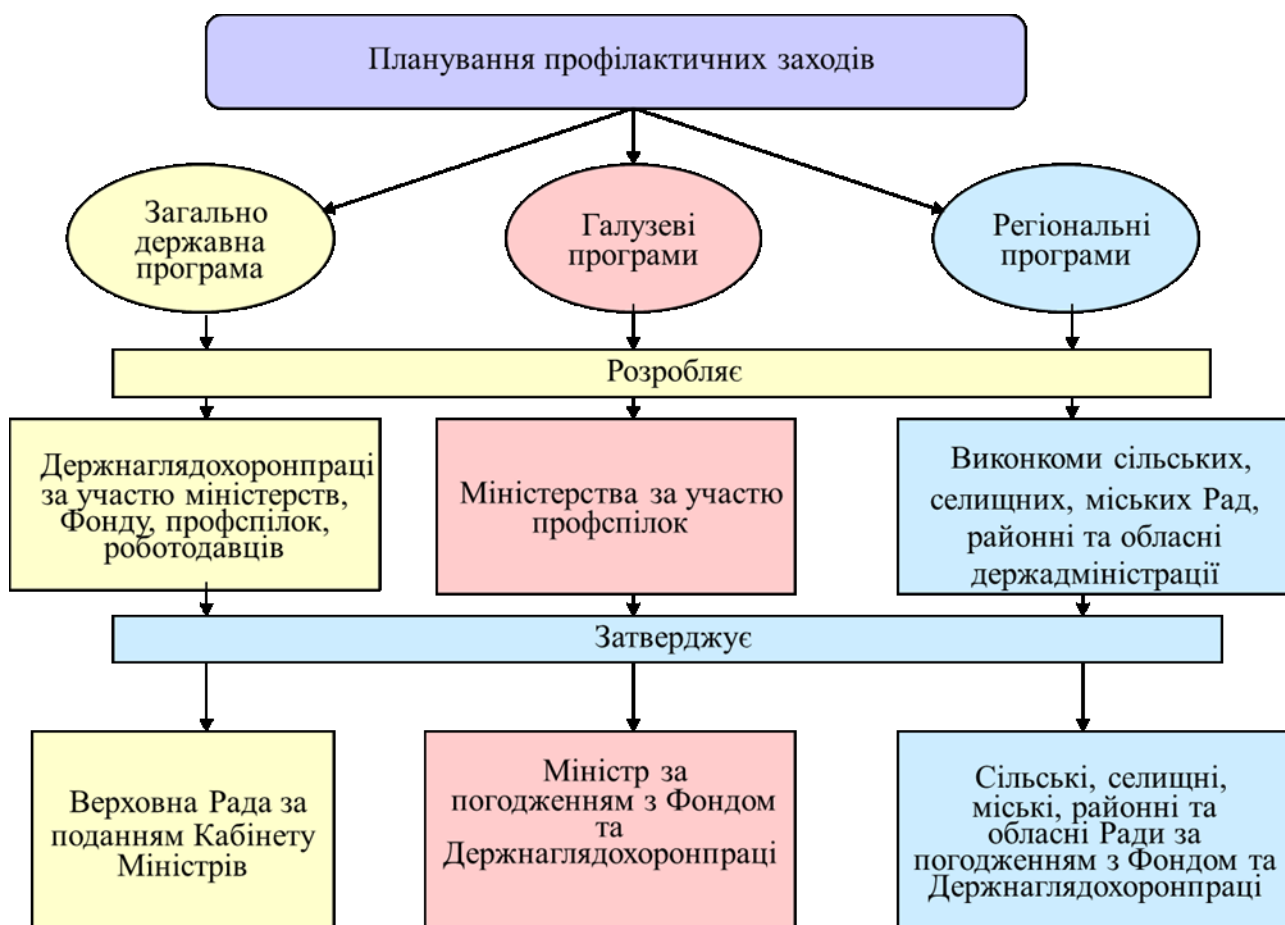 Планування профілактичних заходів
Загально
державна
програма
Галузеві
програми
Регіональні
програми
Розробляє
Держнаглядохоронпраці
за участю міністерств,
Фонду, профспілок,
роботодавців
Міністерства за участю
профспілок
Виконкоми сільських,
селищних, міських Рад,
районні та обласні
держадміністрації
Затверджує
Верховна Рада за
поданням Кабінету
Міністрів
Міністр за
погодженням з Фондом
та
Держнаглядохоронпраці
Сільські, селищні,
міські, районні та
обласні Ради за
погодженням з Фондом та
Держнаглядохоронпраці